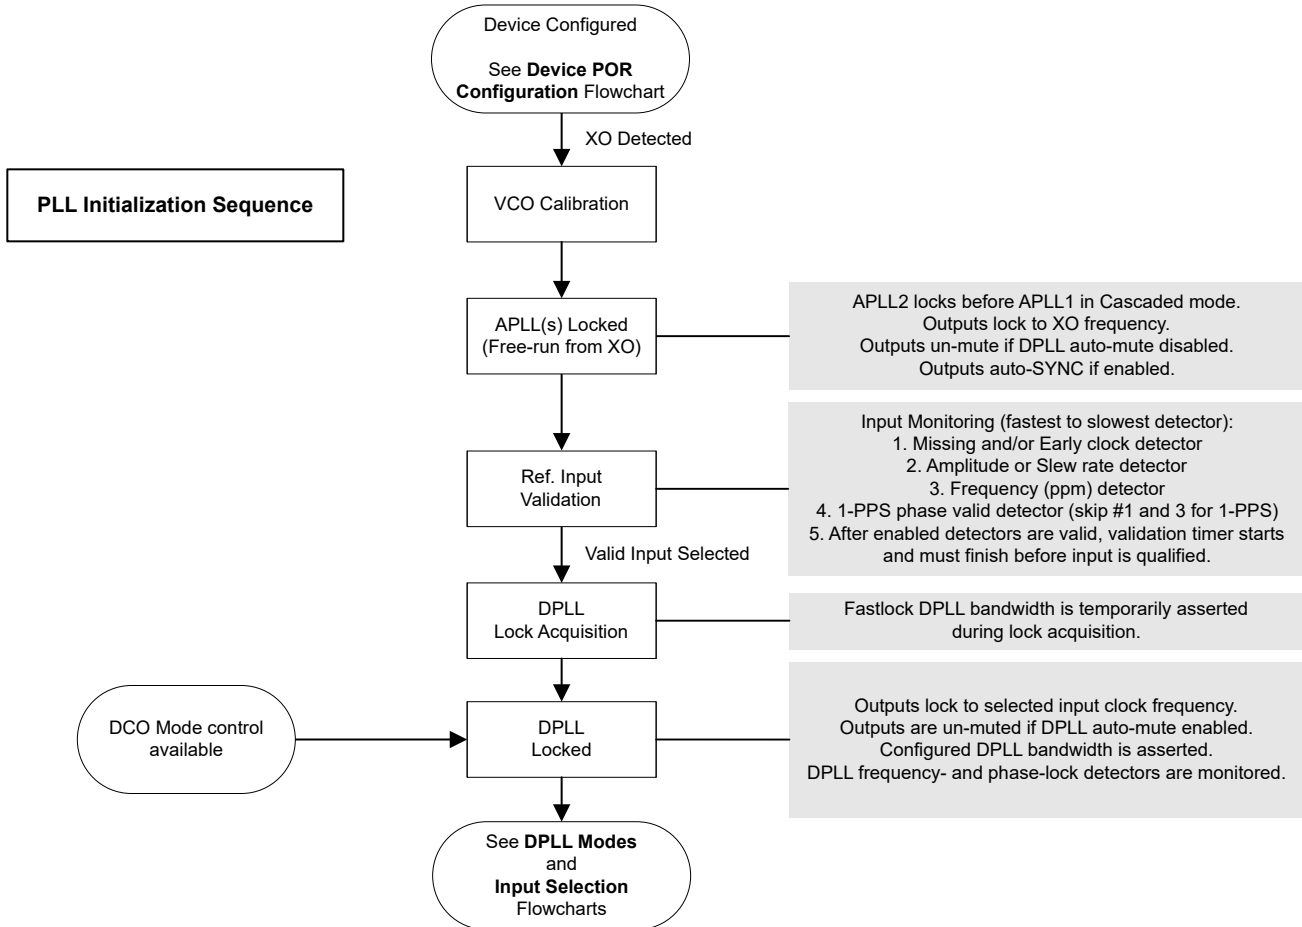 Device Configured
See Device POR
Configuration Flowchart
XO Detected
PLL Initialization Sequence
VCO Calibration
APLL(s) Locked
(Free-run from XO)
APLL2 locks before APLL1 in Cascaded mode.
Outputs lock to XO frequency.
Outputs un-mute if DPLL auto-mute disabled.
Outputs auto-SYNC if enabled.
Ref. Input
Validation
Input Monitoring (fastest to slowest detector):
1. Missing and/or Early clock detector
2. Amplitude or Slew rate detector
3. Frequency (ppm) detector
4. 1-PPS phase valid detector (skip #1 and 3 for 1-PPS)
5. After enabled detectors are valid, validation timer starts
and must finish before input is qualified.
Valid Input Selected
DPLL
Lock Acquisition
Fastlock DPLL bandwidth is temporarily asserted
during lock acquisition.
DCO Mode control
available
DPLL
Locked
Outputs lock to selected input clock frequency.
Outputs are un-muted if DPLL auto-mute enabled.
Configured DPLL bandwidth is asserted.
DPLL frequency- and phase-lock detectors are monitored.
See DPLL Modes
and
Input Selection
Flowcharts